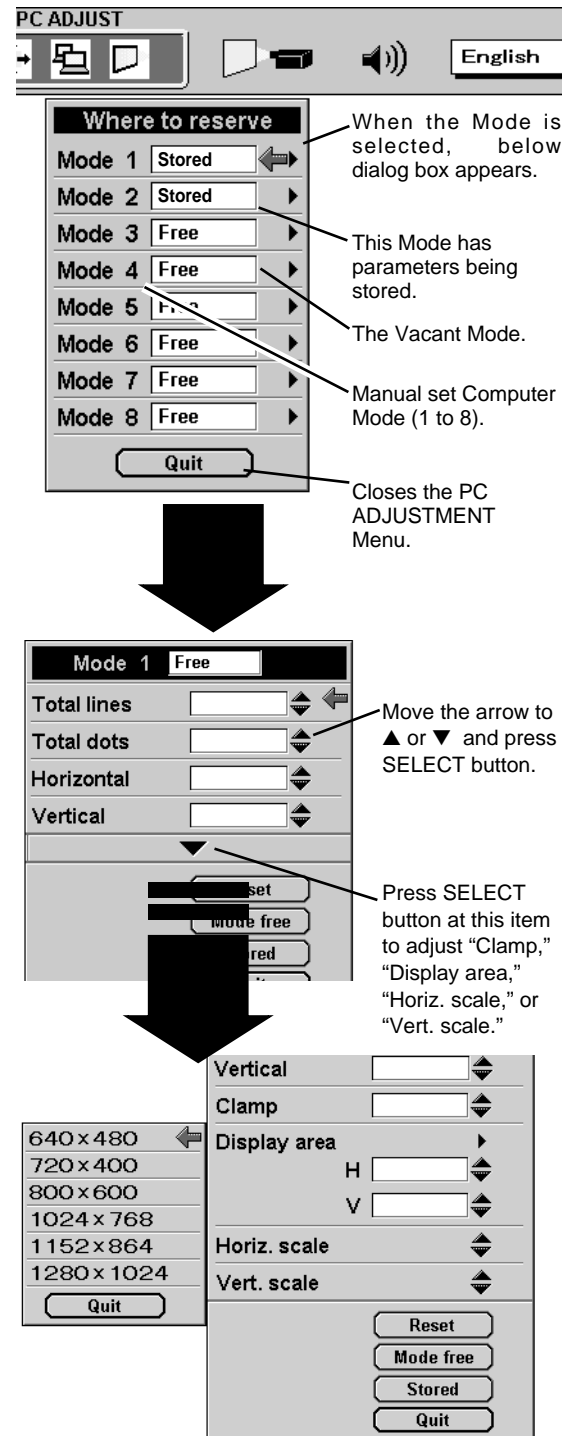 PC ADJUST
English
Where to reserve
Mode 1 Stored
Mode 2 Stored
Mode 3 Free
Mode 4 Free
Mode 5
Mode 6 Free
Mode 7 Free
Mode 8 Free
Quit
When the Mode is
selected, below
dialog box appears.
This Mode has
parameters being
stored.
The Vacant Mode.
Manual set Computer
Mode (1 to 8).
Closes the PC
ADJUSTMENT
Menu.
Mode 1 Free
Total lines
Total dots
Horizontal
Vertical
Move the arrow to
▲ or ▼ and press
SELECT button.
set
Mode free
red
Press SELECT
button at this item
to adjust “Clamp,”
“Display area,”
“Horiz. scale,” or
“Vert. scale.”
640×480
720×400
800×600
1024×768
1152×864
1280×1024
Quit
Vertical
Clamp
Display area
H
V
Horiz. scale
Vert. scale
Reset
Mode free
Stored
Quit